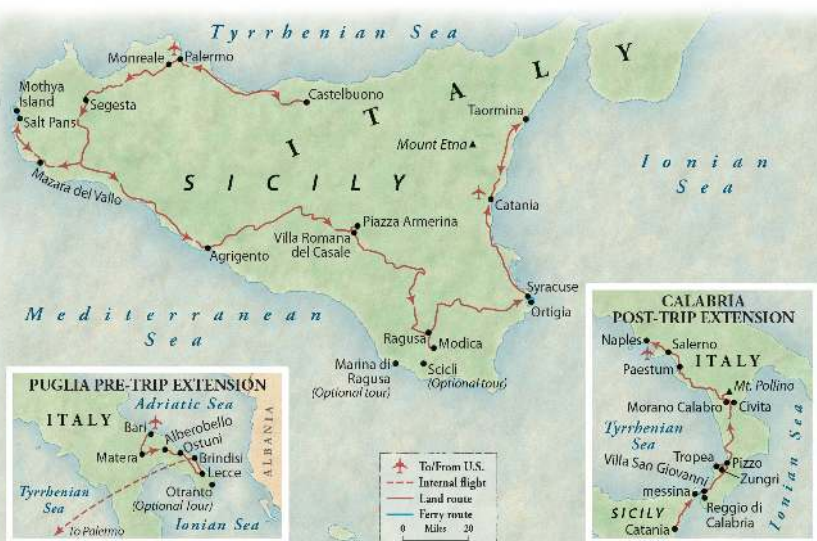 Tyrrhenian Sea
Monreale
Palermo
Mothya
Island
Salt Pans
Segesta
Castelbuono
ITALY
Taormina
Mount Etna
Ionian
Sea
SICILY
Mazara del Vallo
Catania
Piazza Armerina
Villa Romana
del Casale
Agrigento
Syracuse
Ortigia
Mediterranean
Sea
Ragusa
Modica
Marina di
Ragusa
(Optional tour)
Scicli
(Optional tour)
PUGLIA PRE-TRIP EXTENSION
ITALY
Adriatic Sea
ALBANIA
Bari
Alberobello
Ostuni
Matera
Brindisi
Lecce
Otranto
(Optional Tour)
Tyrrhenian
Sea
Ionian Sea
To Palermo
To/From U.S.
Internal flight
Land route
Ferry route
0 Miles 20
CALABRIA
POST-TRIP EXTENSION
Naples
Salerno
ITALY
Paestum
Mt. Pollino
Morano Calabro
Civita
Tyrrhenian
Sea
Tropea
Pizzo
Villa San Giovanni
Zungri
messina
Reggio di
Calabria
Ionian Sea
SICILY
Catania